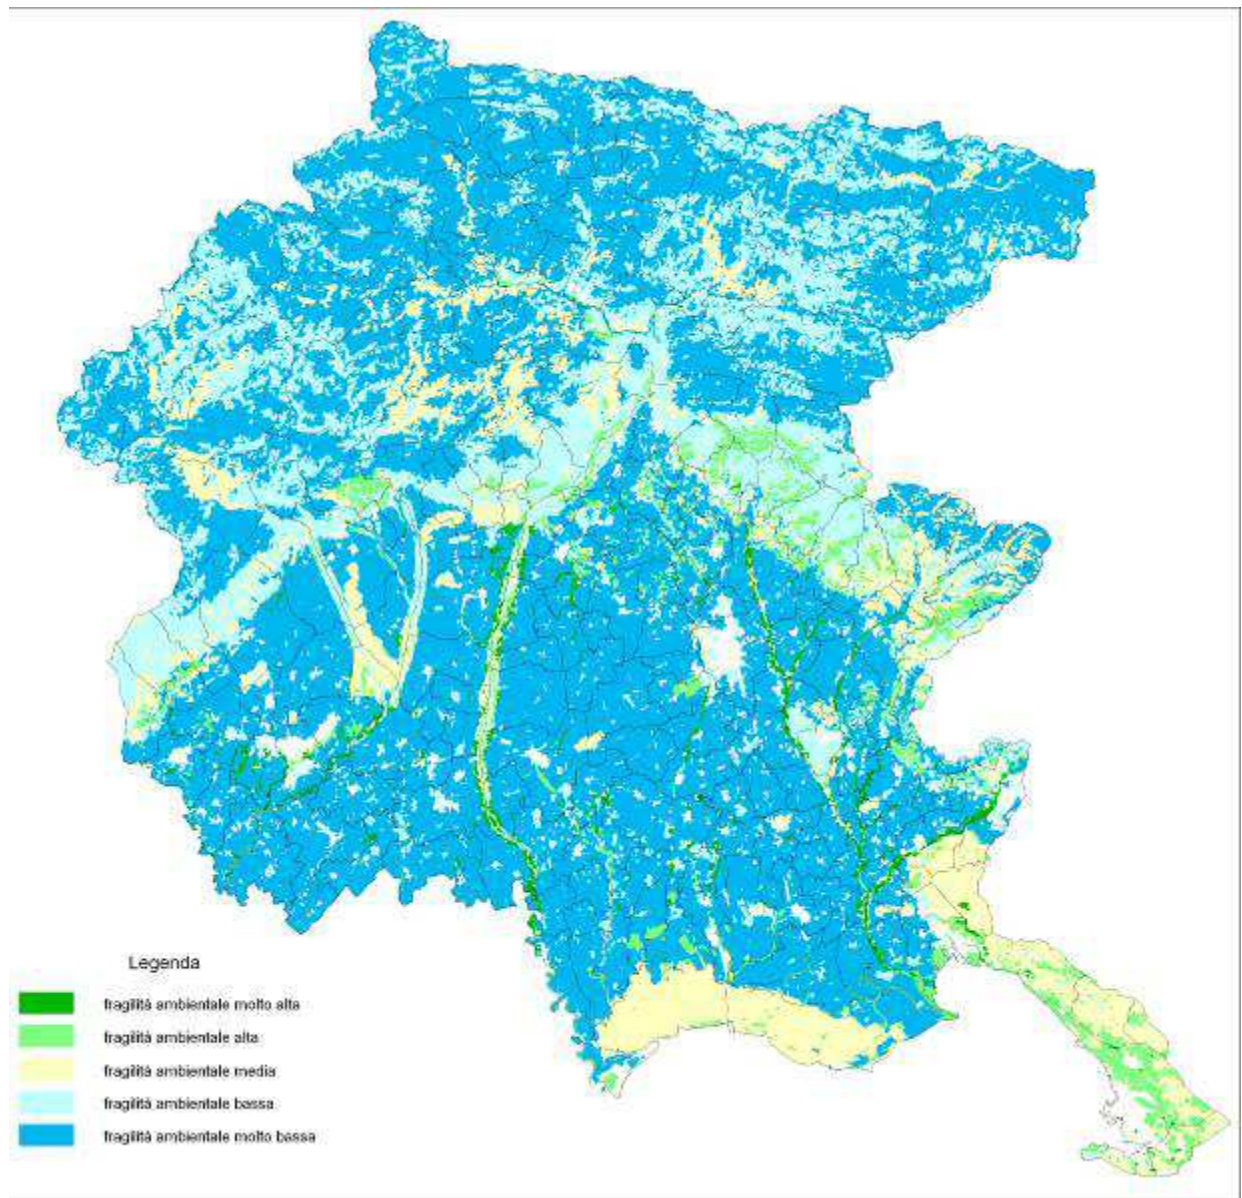 Legenda
fragilità ambientale molto alta
fragilità ambientale alta
fragilità ambientale media
fragilità ambientale bassa
fragilità ambientale molto bassa